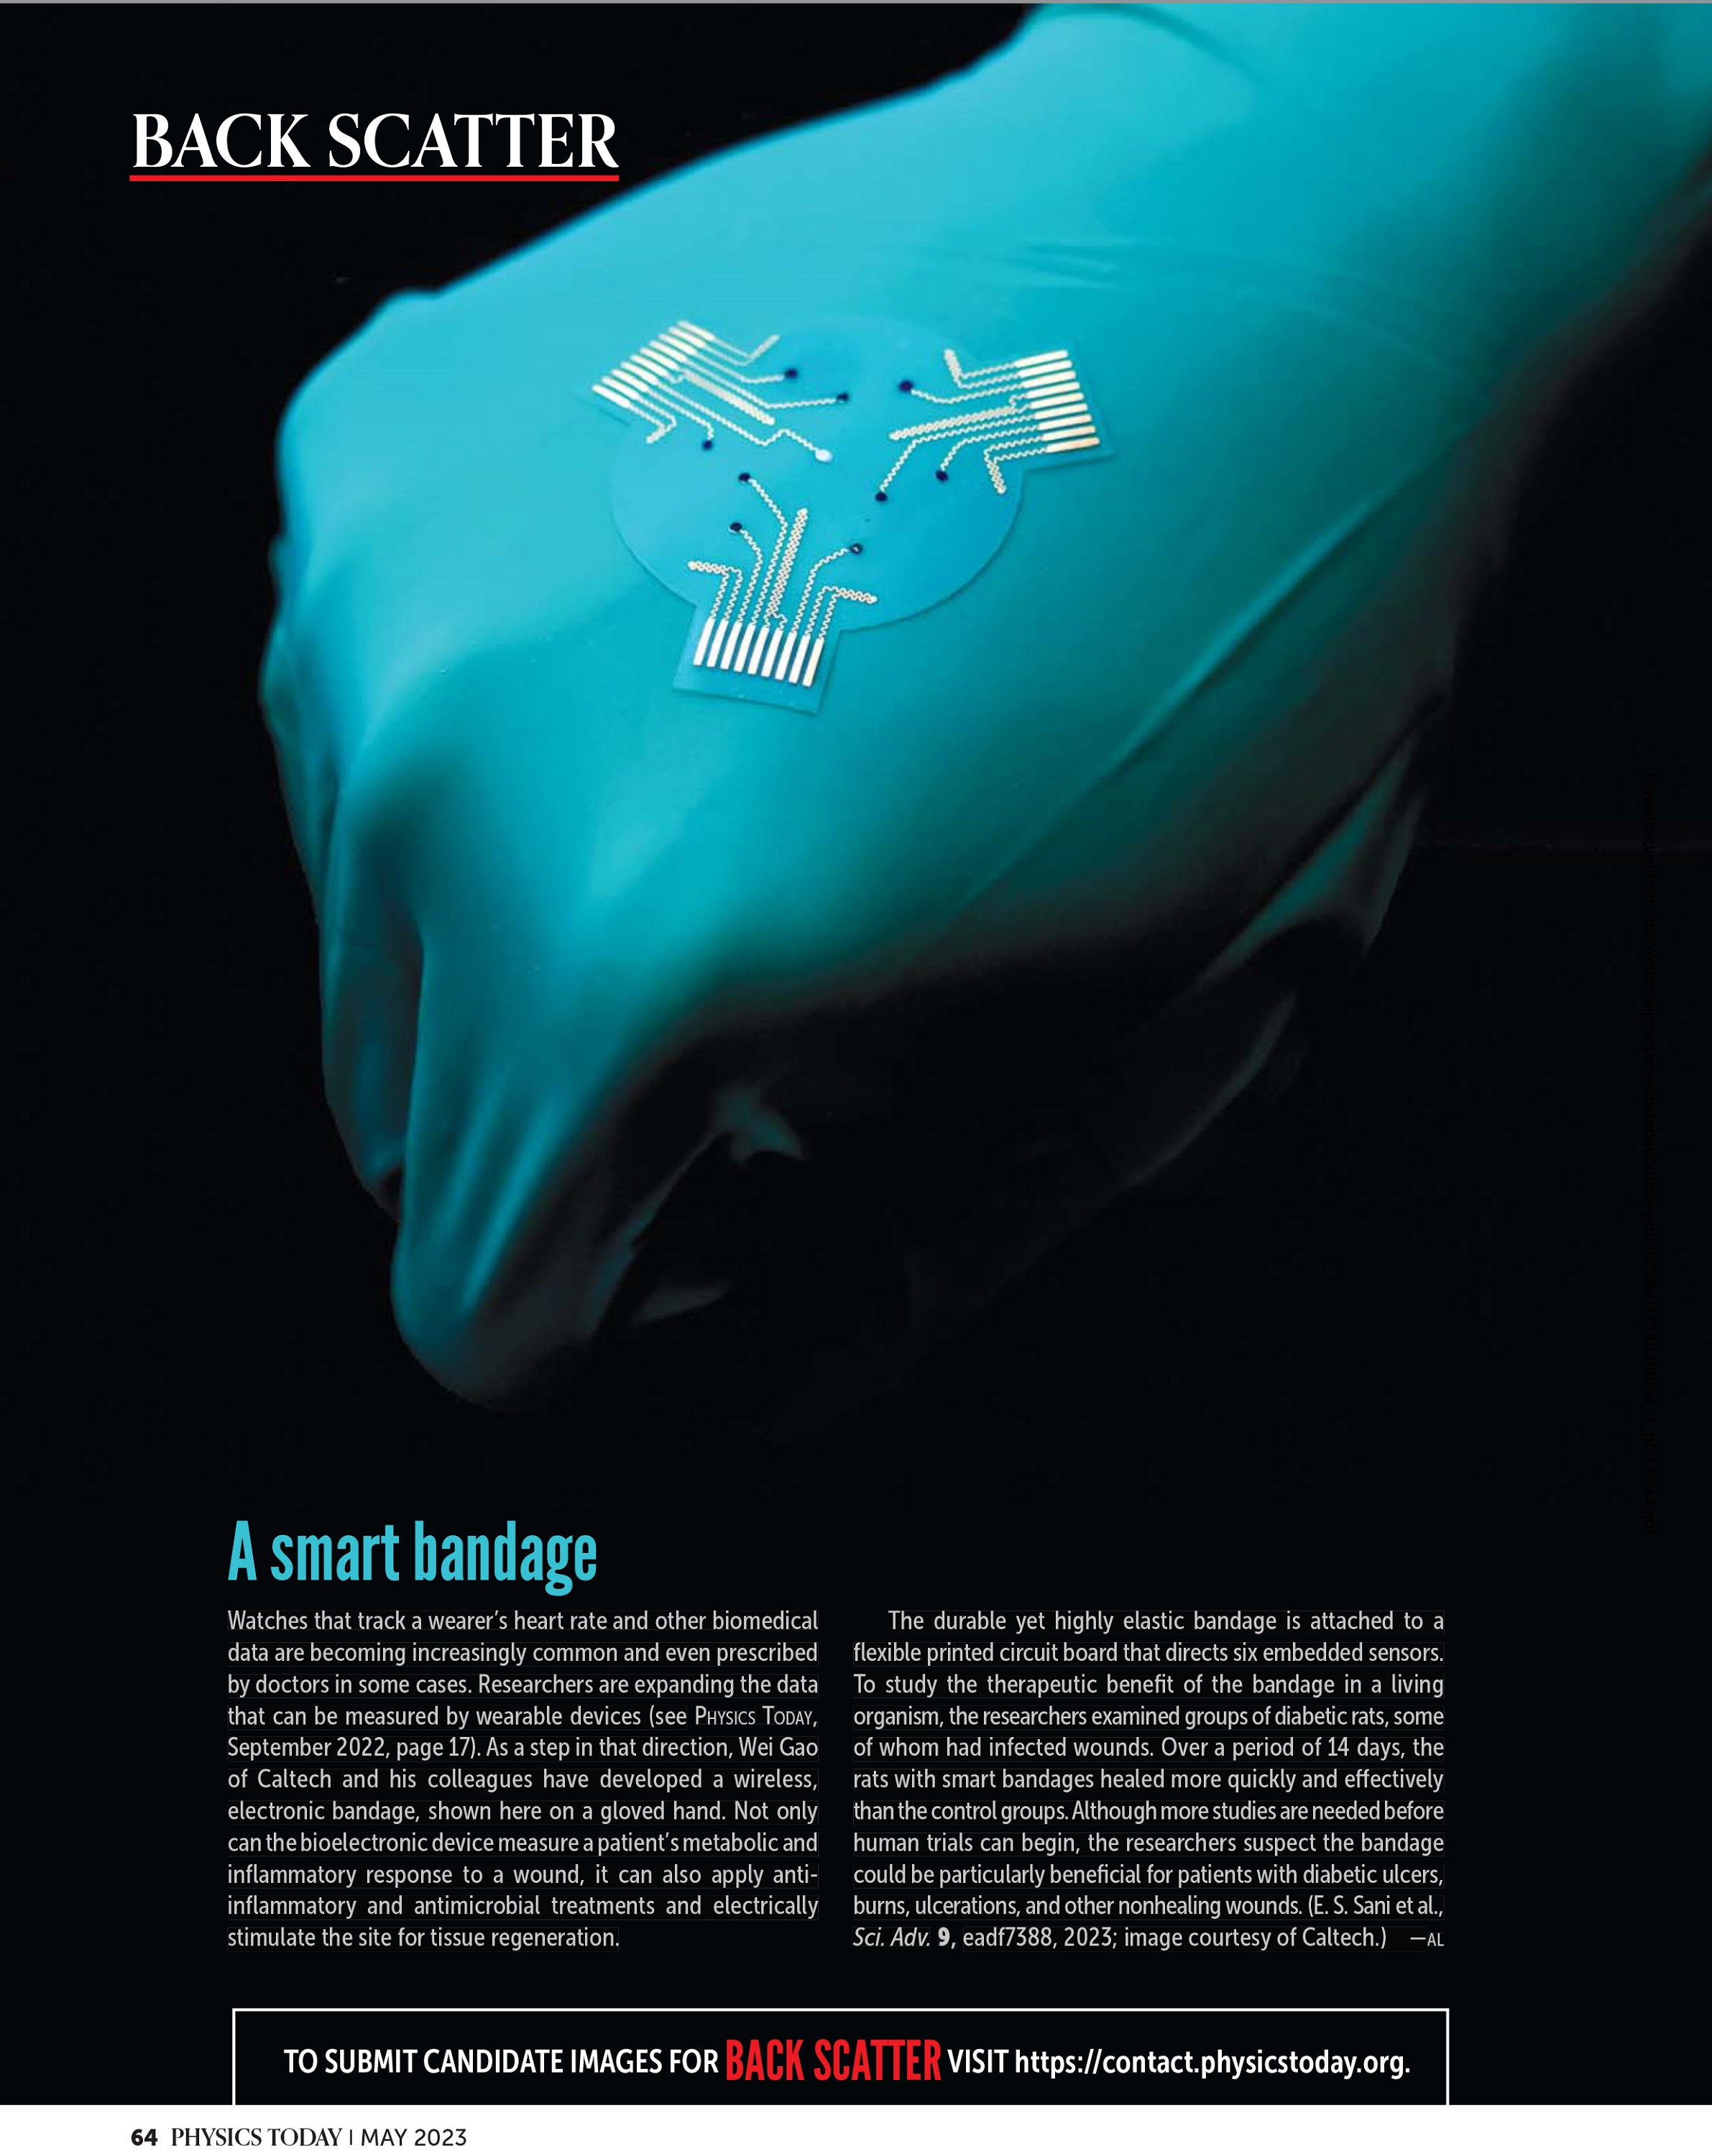 BACK SCATTER
A smart bandage
Watches that track a wearer’s heart rate and other biomedical
data are becoming increasingly common and even prescribed
by doctors in some cases. Researchers are expanding the data
that can be measured by wearable devices (see PHYSICS TODAY,
September 2022, page 17). As a step in that direction, Wei Gao
of Caltech and his colleagues have developed a wireless,
electronic bandage, shown here on a gloved hand. Not only
can the bioelectronic device measure a patient’s metabolic and
inflammatory response to a wound, it can also apply anti-
inflammatory and antimicrobial treatments and electrically
stimulate the site for tissue regeneration.
The durable yet highly elastic bandage is attached to a
flexible printed circuit board that directs six embedded sensors.
To study the therapeutic benefit of the bandage in a living
organism, the researchers examined groups of diabetic rats, some
of whom had infected wounds. Over a period of 14 days, the
rats with smart bandages healed more quickly and effectively
than the control groups. Although more studies are needed before
human trials can begin, the researchers suspect the bandage
could be particularly beneficial for patients with diabetic ulcers,
burns, ulcerations, and other nonhealing wounds. (E. S. Sani et al.,
Sci. Adv. 9, eadf7388, 2023; image courtesy of Caltech.) —AL
TO SUBMIT CANDIDATE IMAGES FOR BACK SCATTER VISIT https://contact.physicstoday.org.
64 PHYSICS TODAY | MAY 2023